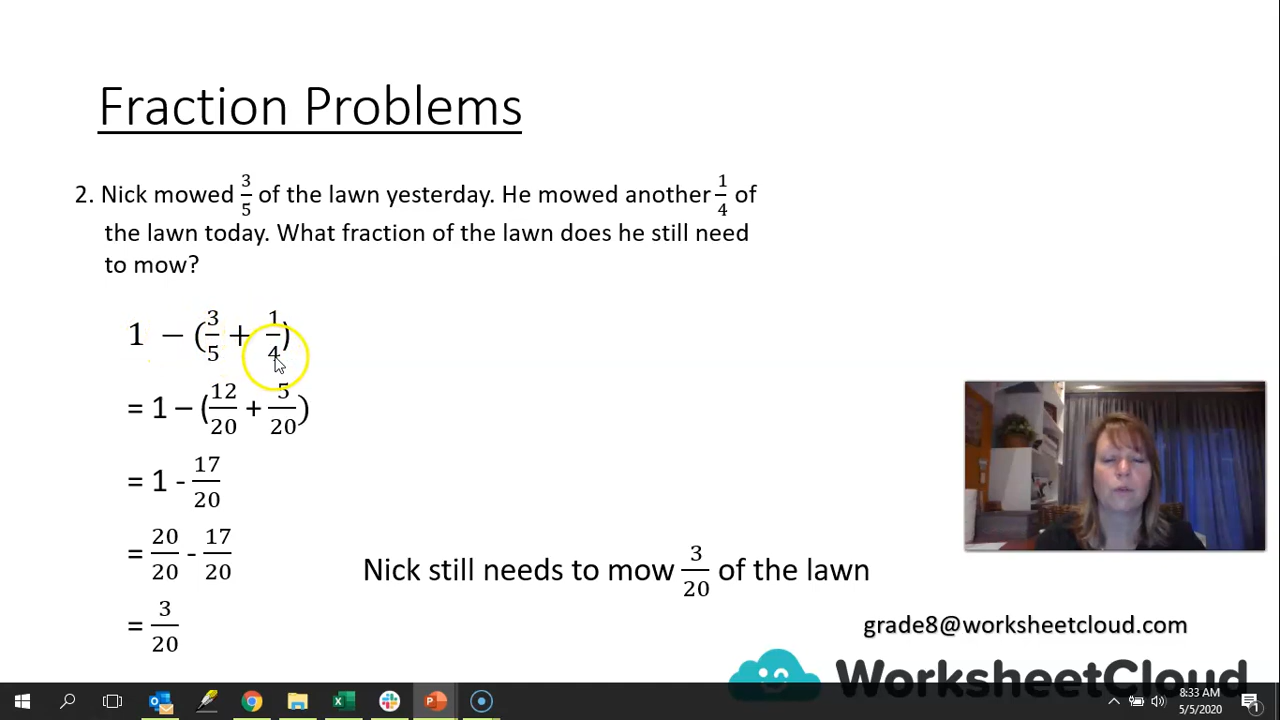 Fraction Problems
2. Nick mowed 3/5 of the lawn yesterday. He mowed another 1/4 of
the lawn today. What fraction of the lawn does he still need
to mow?
1 − (3/5 + 1/4)
= 1 – (12/20 + 5/20)
= 1 - 17/20
= 20/20 - 17/20
= 3/20
Nick still needs to mow 3/20 of the lawn
grade8@worksheetcloud.com
WorksheetCloud
8:33 AM
5/5/2020